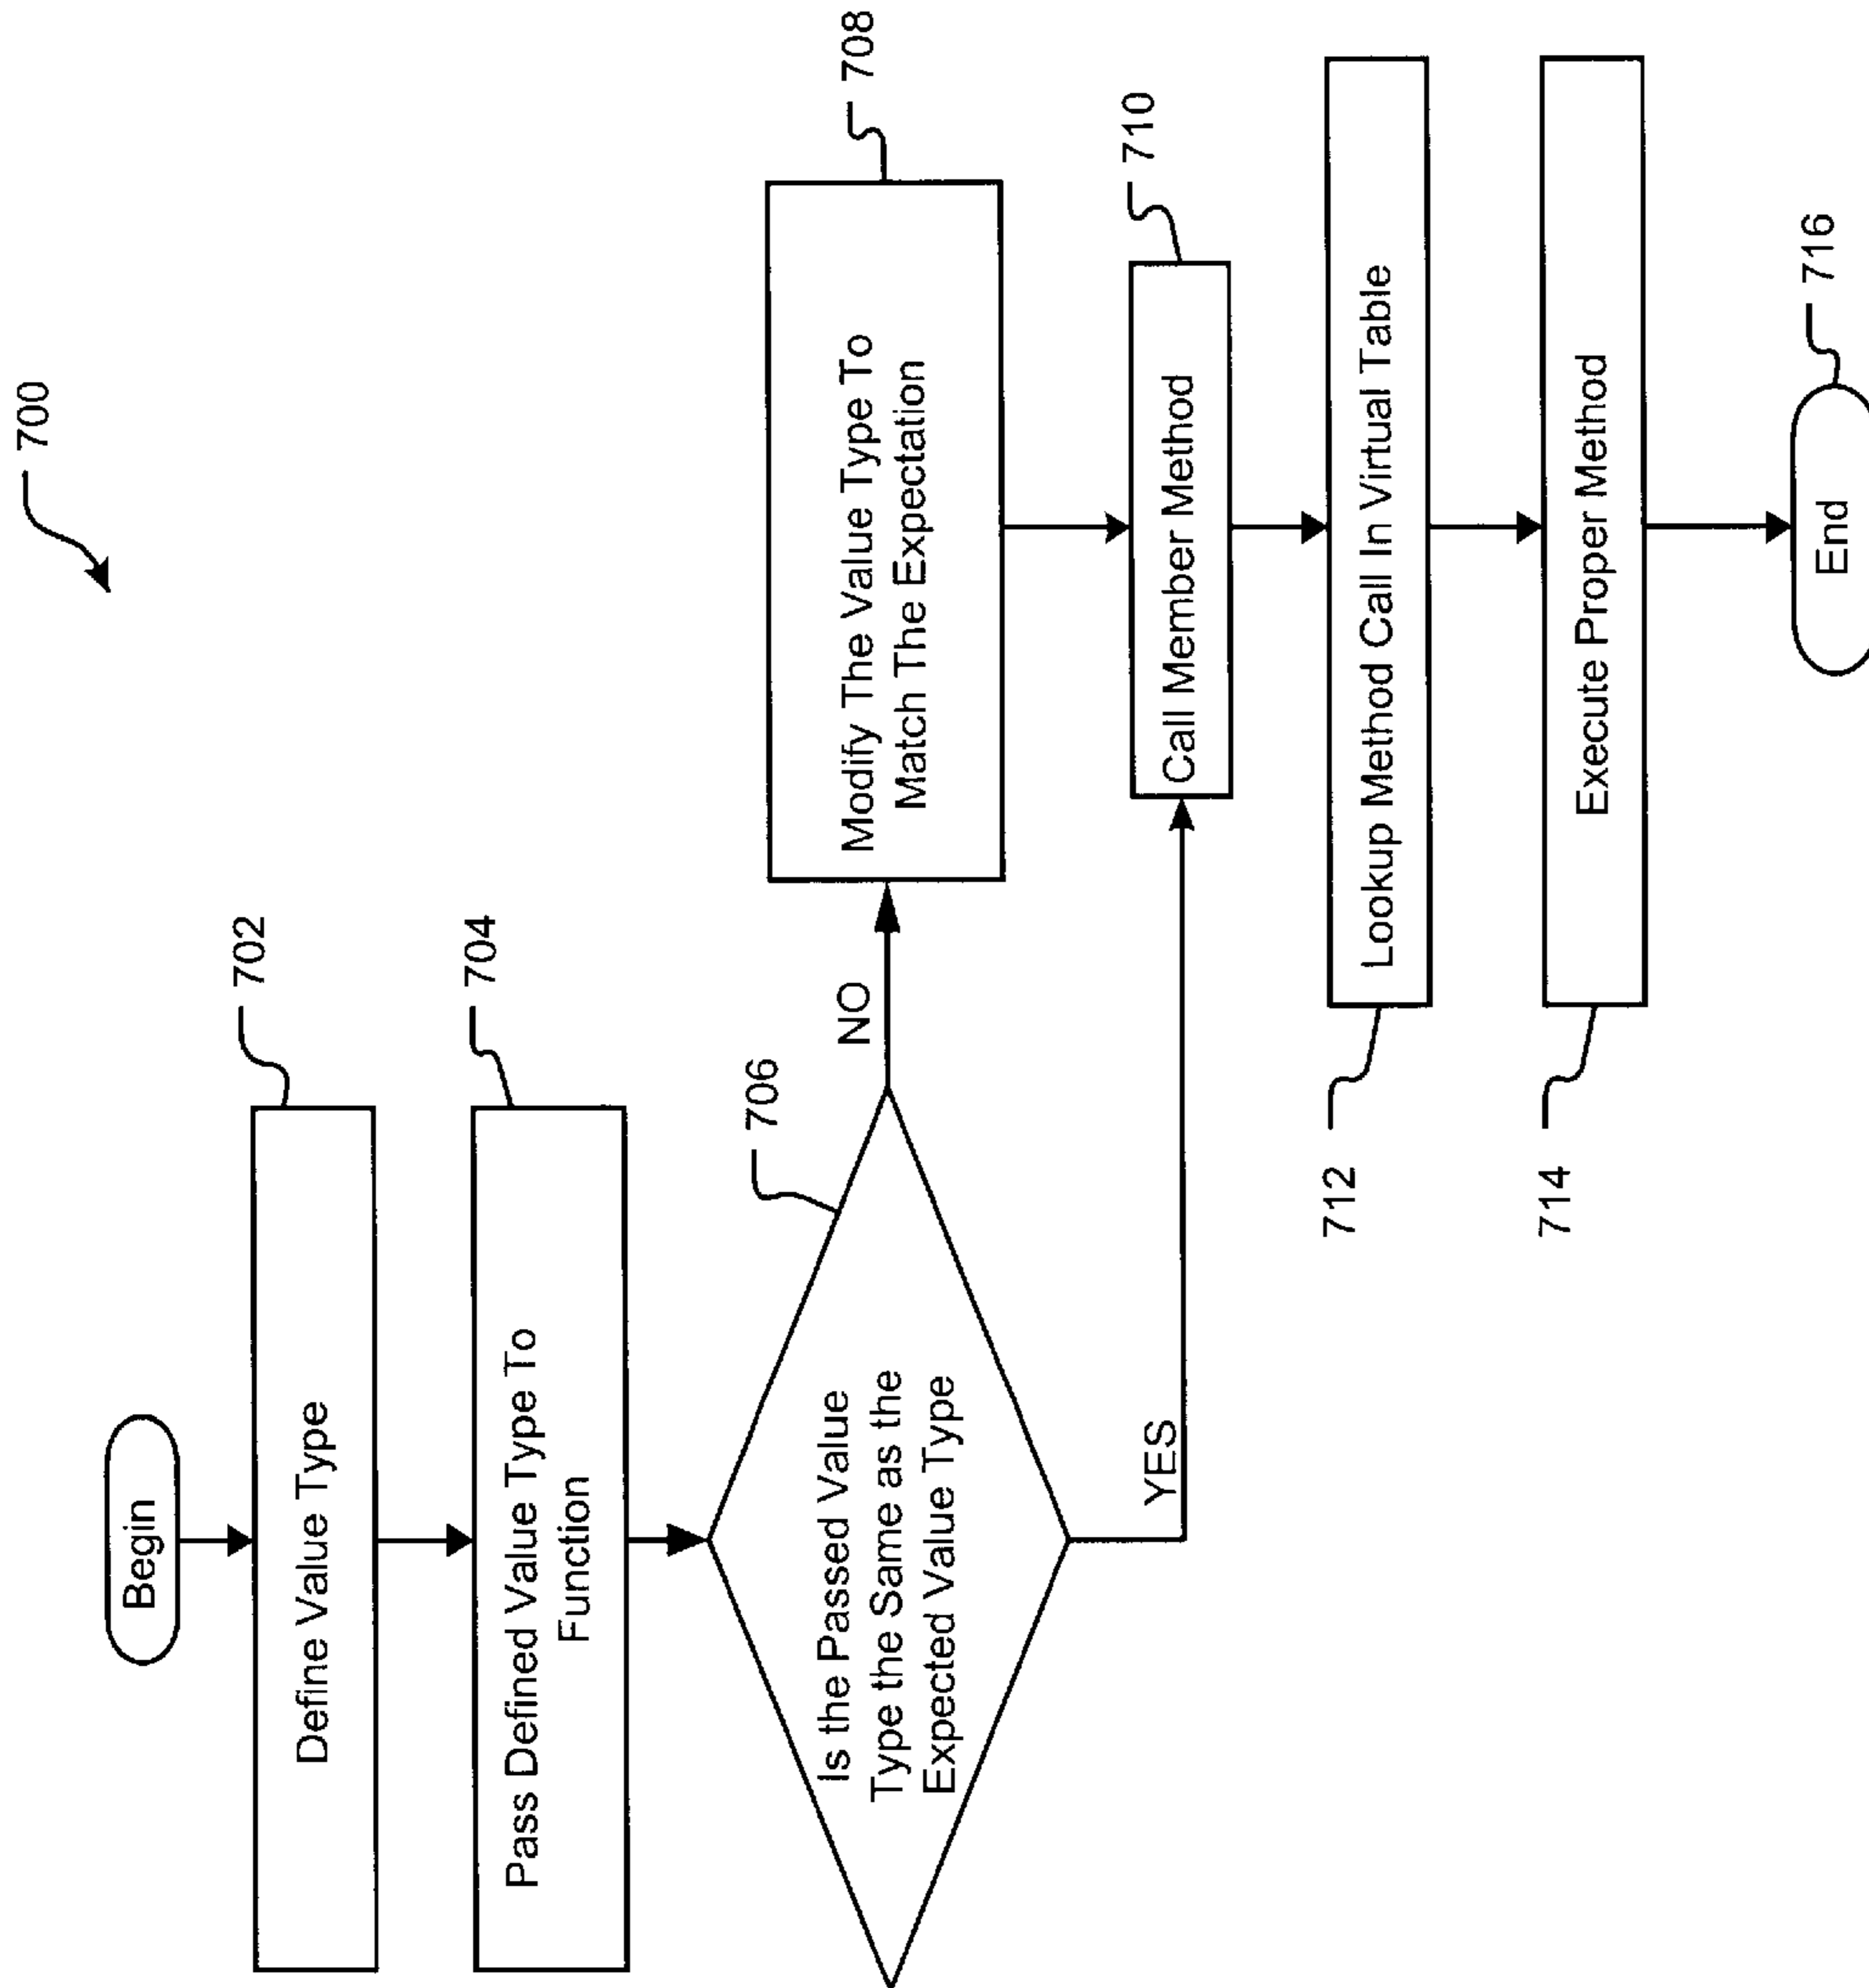 700
Begin
Define Value Type
702
Pass Defined Value Type To
Function
704
Is the Passed Value
Type the Same as the
Expected Value Type
706
NO
YES
Modify The Value Type To
Match The Expectation
708
Call Member Method
710
Lookup Method Call In Virtual Table
712
Execute Proper Method
714
End
716